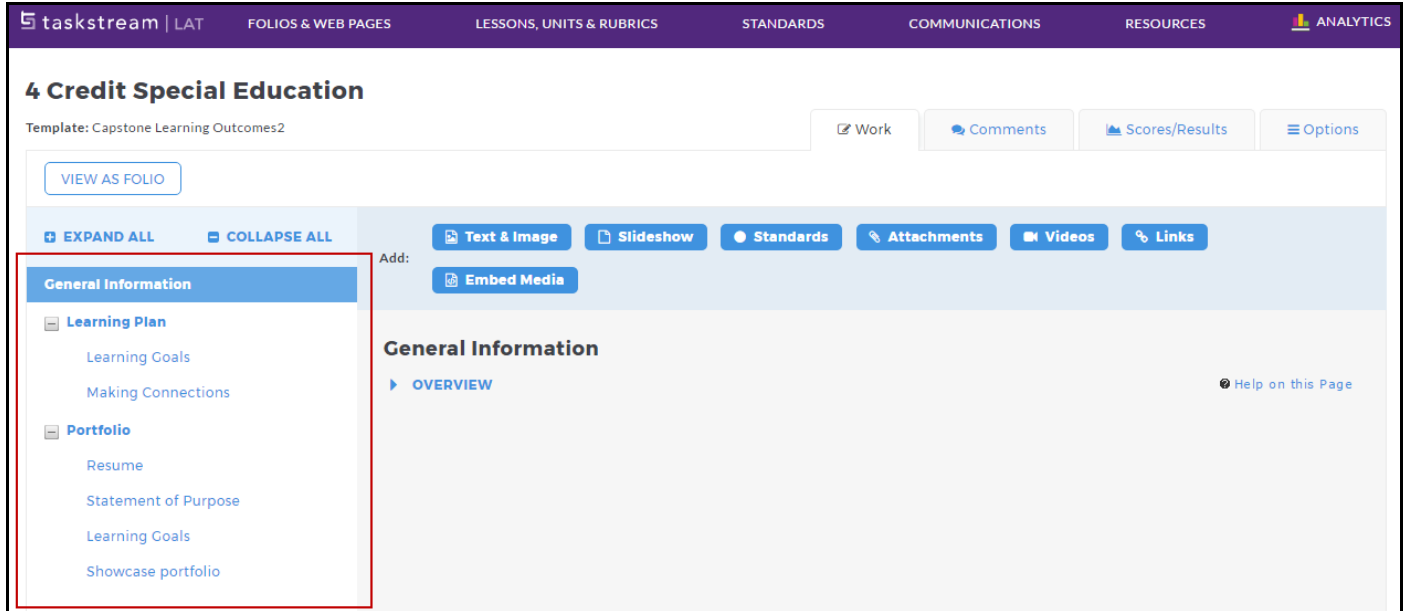 taskstream | LAT FOLIOS & WEB PAGES LESSONS, UNITS & RUBRICS STANDARDS COMMUNICATIONS RESOURCES ANALYTICS
4 Credit Special Education
Template: Capstone Learning Outcomes2
Work Comments Scores/Results Options
VIEW AS FOLIO
EXPAND ALL COLLAPSE ALL
General Information
Learning Plan
Learning Goals
Making Connections
Portfolio
Resume
Statement of Purpose
Learning Goals
Showcase portfolio
Add: Text & Image Slideshow Standards Attachments Videos Links
Embed Media
General Information
OVERVIEW Help on this Page